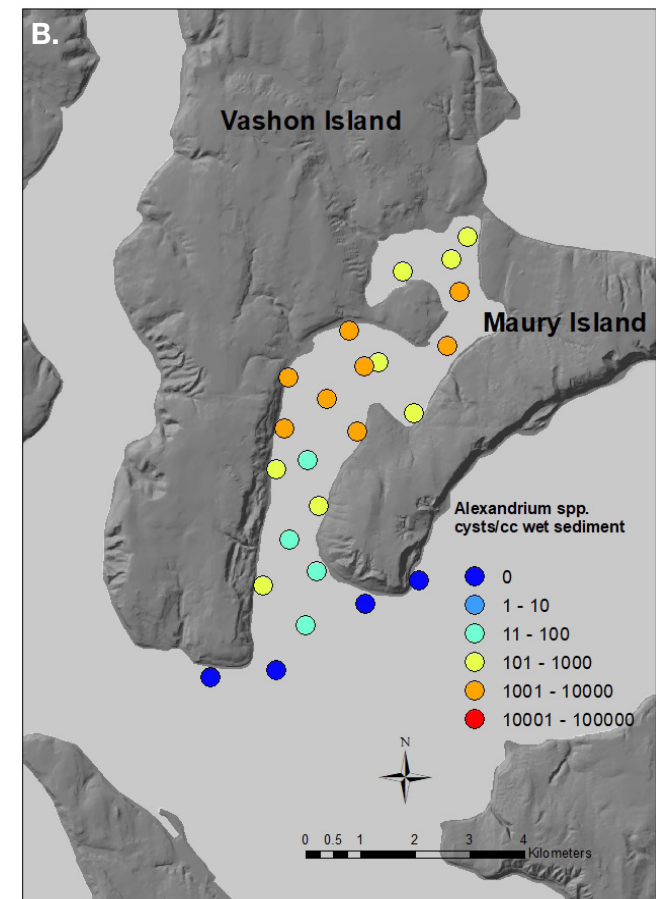 B.
Vashon Island
Maury Island
Alexandrium spp.
cysts/cc wet sediment
0
1 - 10
11 - 100
101 - 1000
1001 - 10000
10001 - 100000
N
0 0.5 1 2 3 4
Kilometers